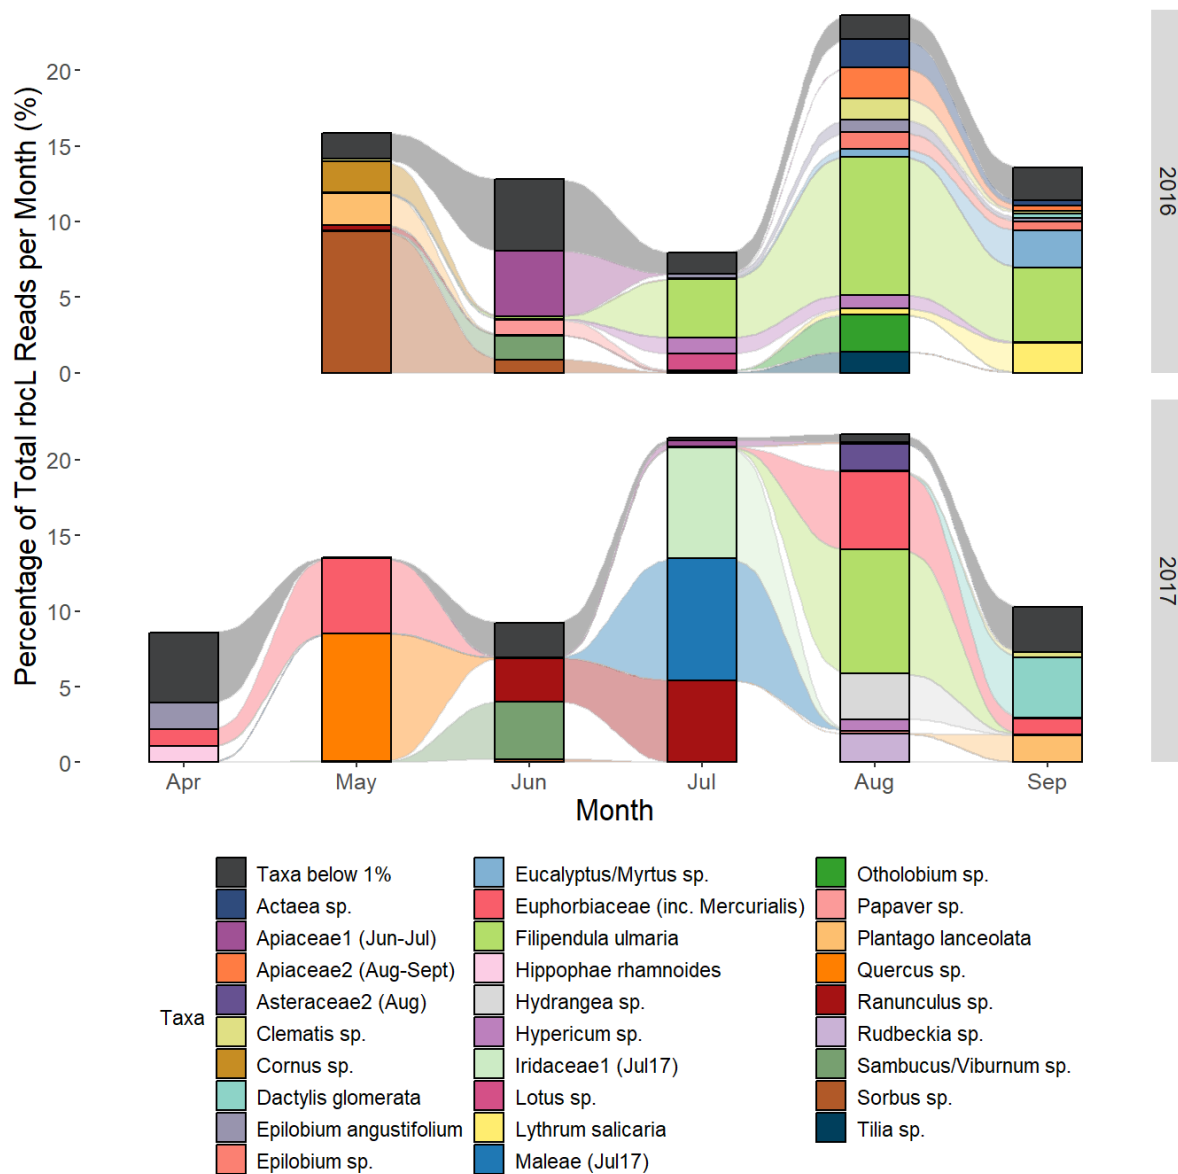 Percentage of Total rbcL Reads per Month (%)
20
15
10
5
0
2016
20
15
10
5
0
2017
Apr May Jun Jul Aug Sep
Month
Taxa
Taxa below 1%
Actaea sp.
Apiaceae1 (Jun-Jul)
Apiaceae2 (Aug-Sept)
Asteraceae2 (Aug)
Clematis sp.
Cornus sp.
Dactylis glomerata
Epilobium angustifolium
Epilobium sp.
Eucalyptus/Myrtus sp.
Euphorbiaceae (inc. Mercurialis)
Filipendula ulmaria
Hippophae rhamnoides
Hydrangea sp.
Hypericum sp.
Iridaceae1 (Jul17)
Lotus sp.
Lythrum salicaria
Maleae (Jul17)
Otholobium sp.
Papaver sp.
Plantago lanceolata
Quercus sp.
Ranunculus sp.
Rudbeckia sp.
Sambucus/Viburnum sp.
Sorbus sp.
Tilia sp.